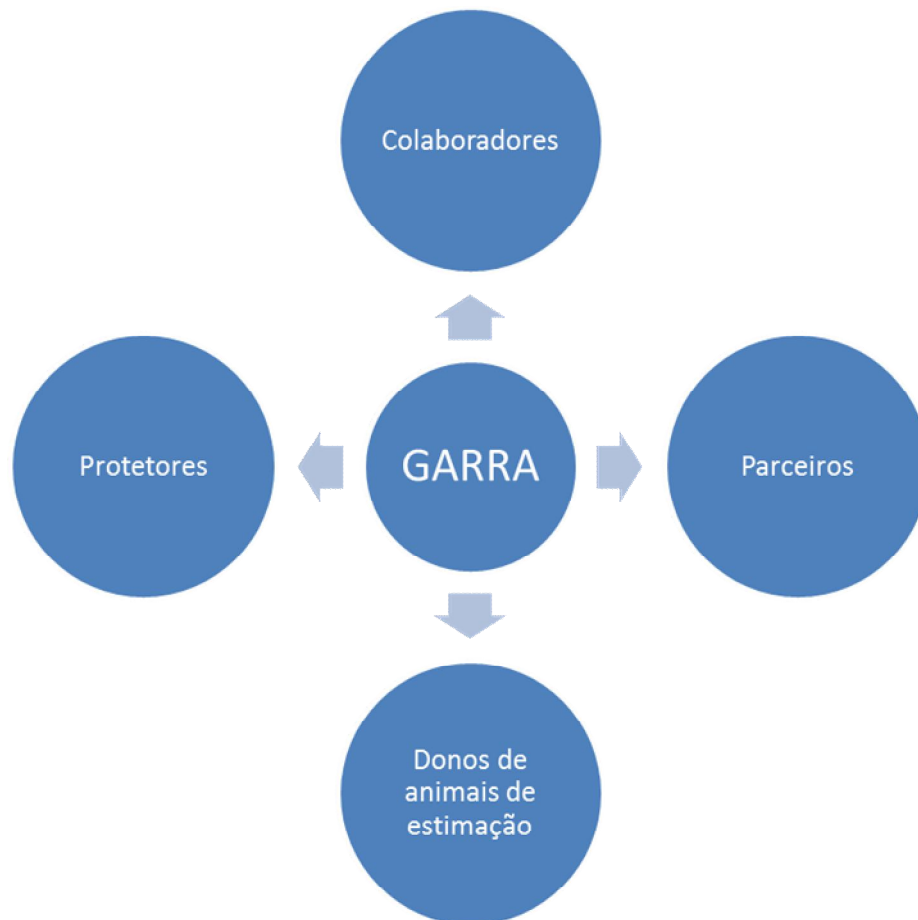 Colaboradores
Protetores
GARRA
Parceiros
Donos de
animais de
estimação